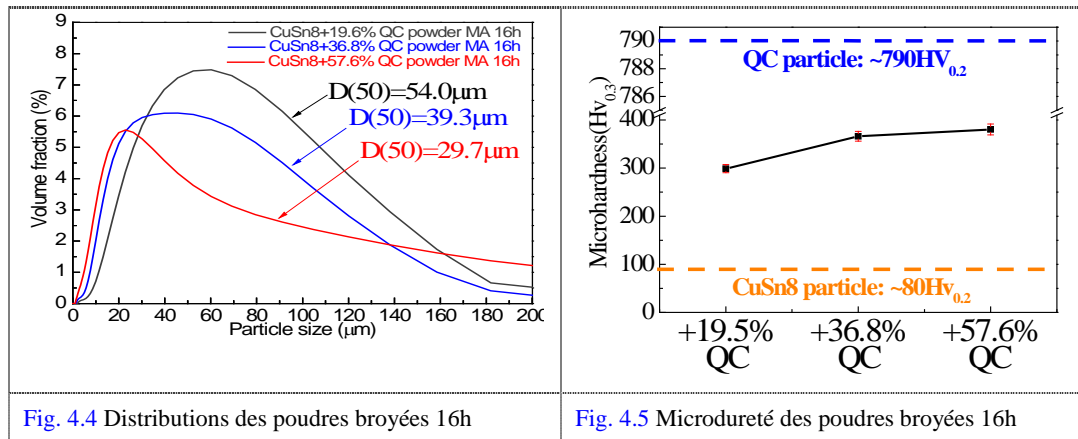 9
8
7
6
5
4
3
2
1
0
Volume fraction (%)
CuSn8+19.6% QC powder MA 16h
CuSn8+36.8% QC powder MA 16h
CuSn8+57.6% QC powder MA 16h
D(50)=54.0μm
D(50)=39.3μm
D(50)=29.7μm
0 20 40 60 80 100 120 140 160 180 200
Particle size (μm)
790
788
786
400
300
200
100
0
Microhardness(Hv0.3)
QC particle: ~790HV0.2
CuSn8 particle: ~80Hv0.2
+19.5% +36.8% +57.6%
QC QC QC
Fig. 4.4 Distributions des poudres broyées 16h
Fig. 4.5 Microdureté des poudres broyées 16h